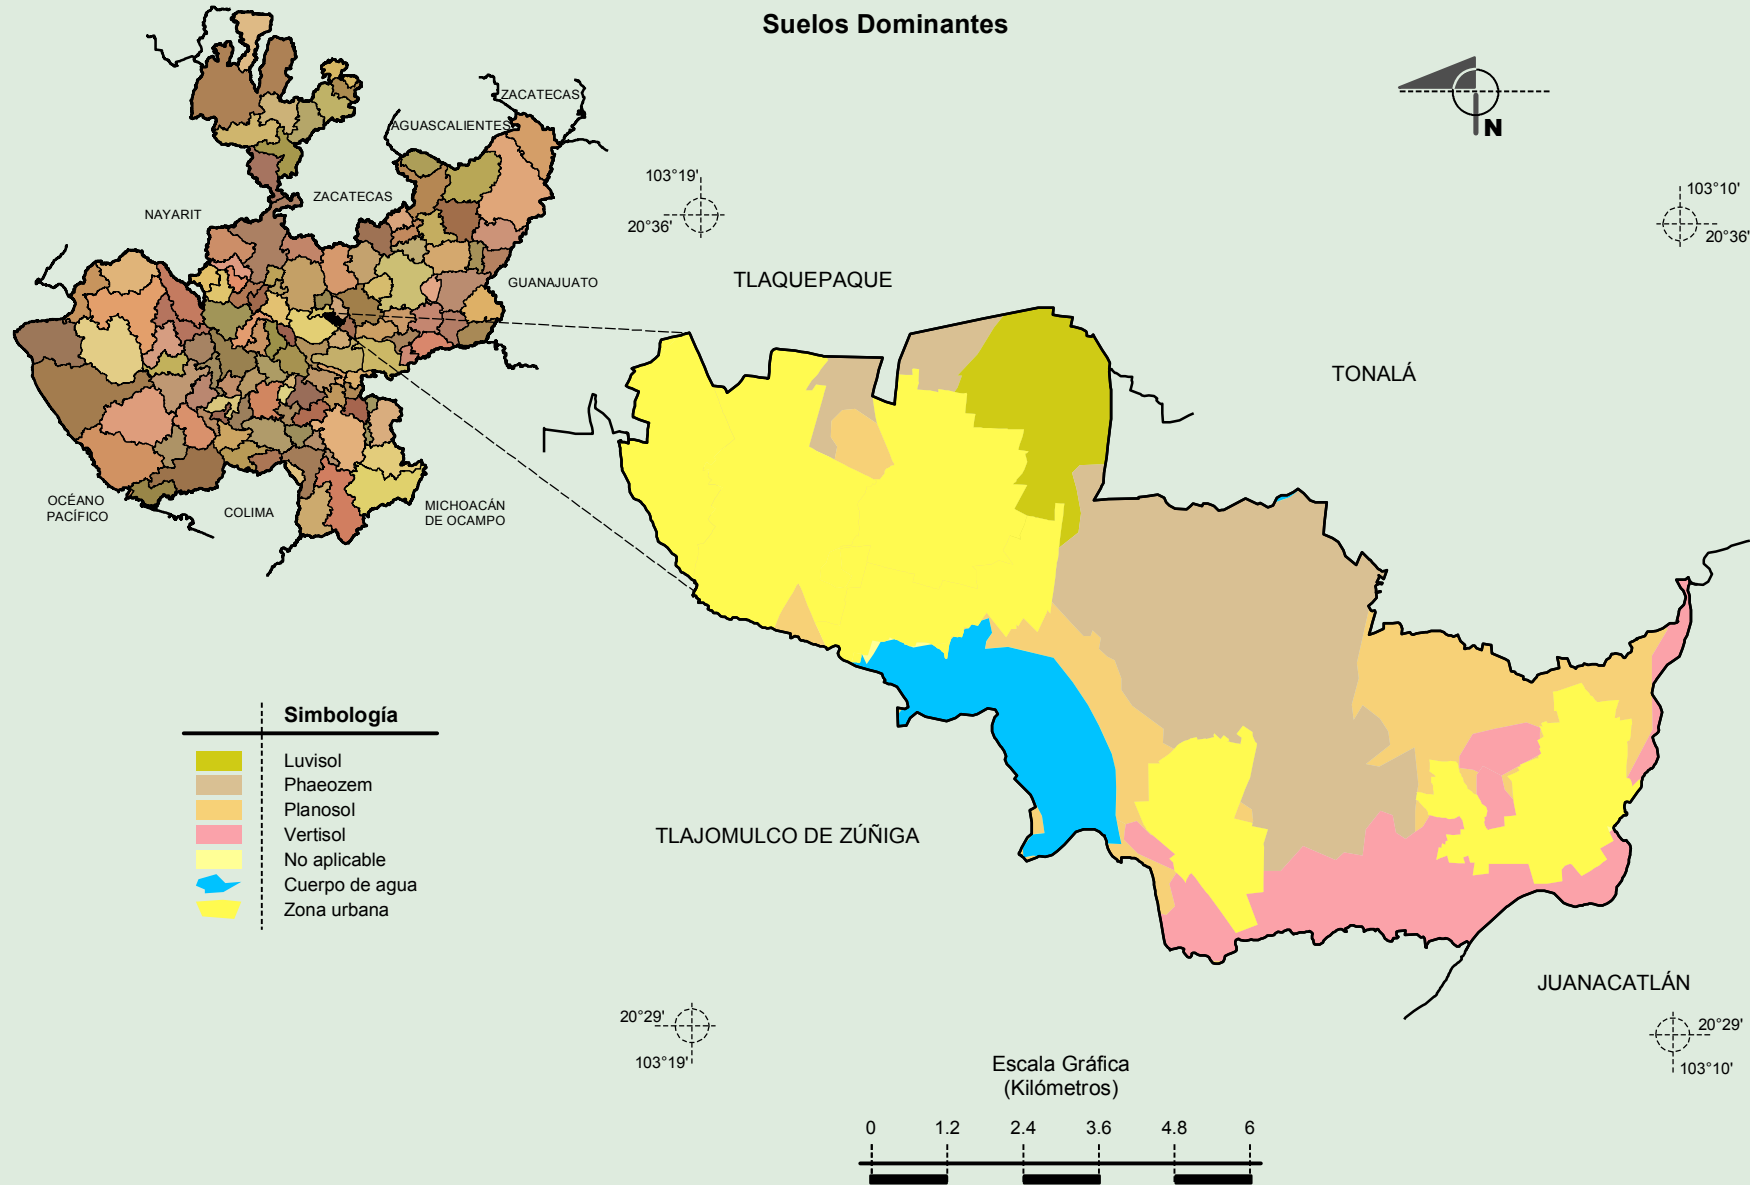 Suelos Dominantes
ZACATECAS
AGUASCALIENTES
N
103°19'
20°36'
103°10'
20°36'
ZACATECAS
NAYARIT
TLAQUEPAQUE
GUANAJUATO
TONALÁ
OCÉANO
PACÍFICO
COLIMA
MICHOACÁN
DE OCAMPO
Simbología
Luvisol
Phaeozem
Planosol
Vertisol
No aplicable
Cuerpo de agua
Zona urbana
TLAJOMULCO DE ZÚÑIGA
JUANACATLÁN
20°29'
103°19'
20°29'
103°10'
Escala Gráfica
(Kilómetros)
0 1.2 2.4 3.6 4.8 6